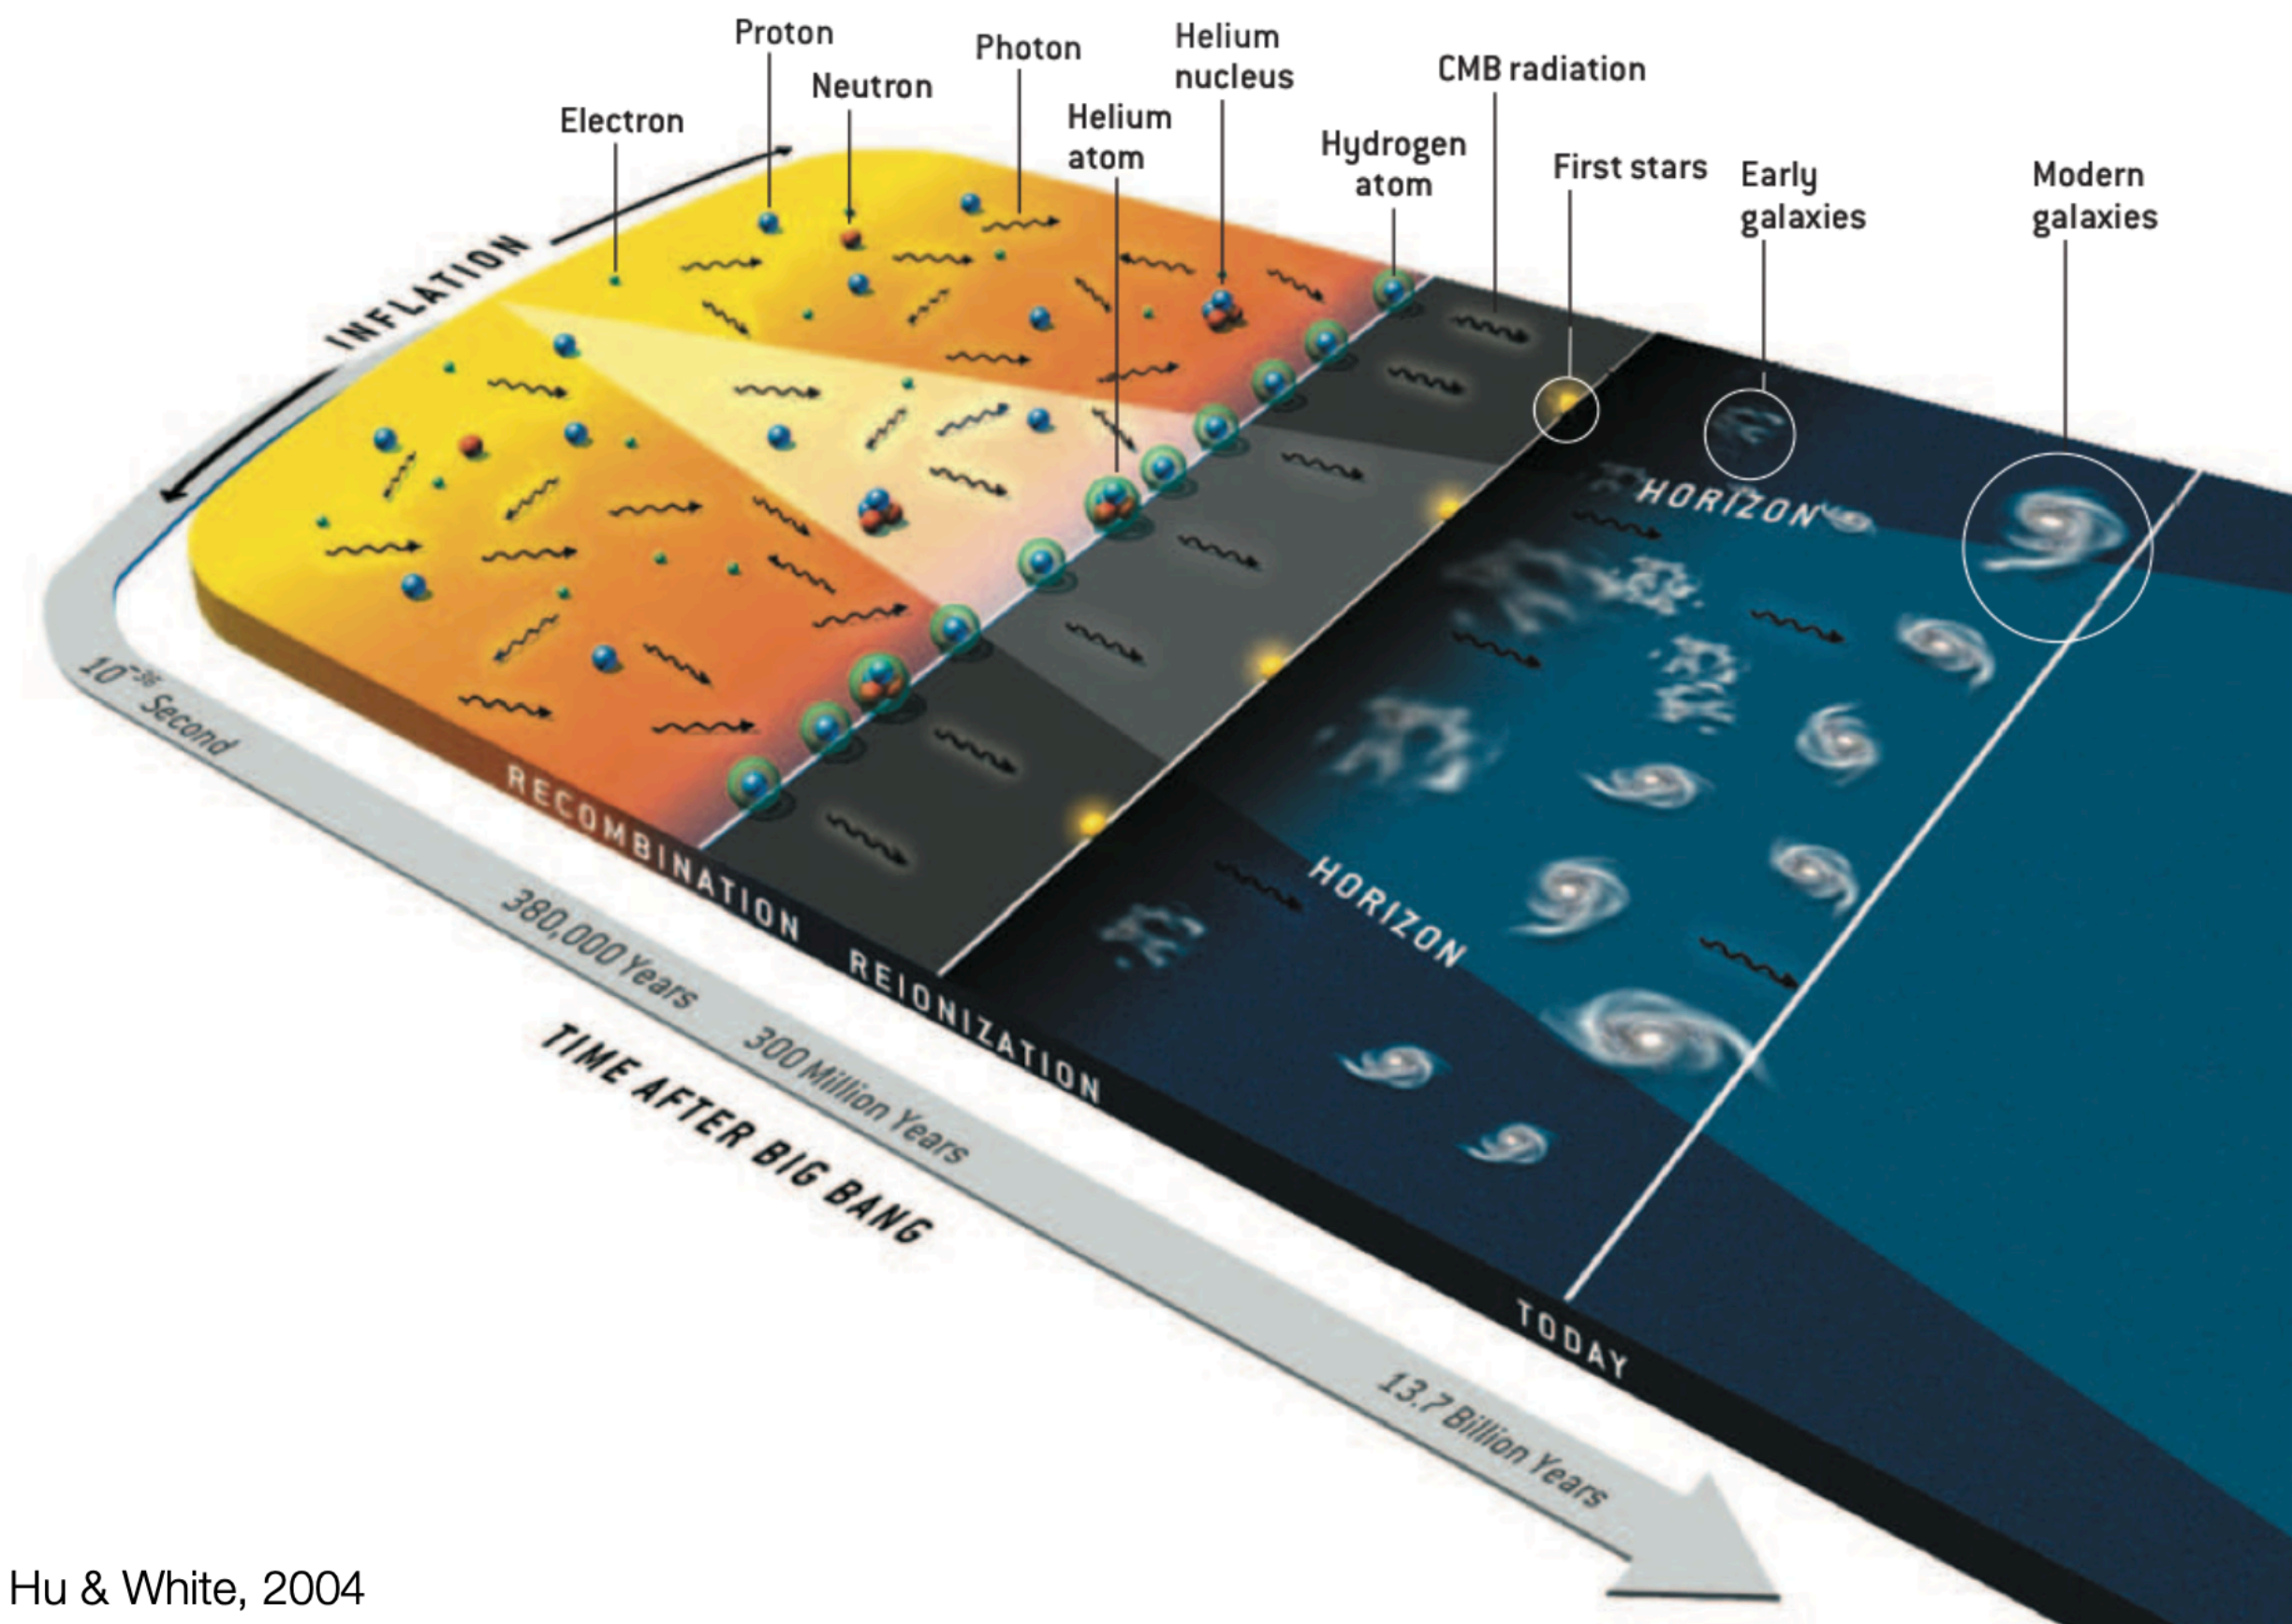 Proton
Neutron
Electron
Photon
Helium
nucleus
Helium
atom
CMB radiation
Hydrogen
atom
First stars
Early
galaxies
Modern
galaxies
INFLATION
HORIZON
HORIZON
10⁻³⁶ Second
RECOMBINATION
380,000 Years
REIONIZATION
300 Million Years
TIME AFTER BIG BANG
TODAY
13.7 Billion Years
Hu & White, 2004